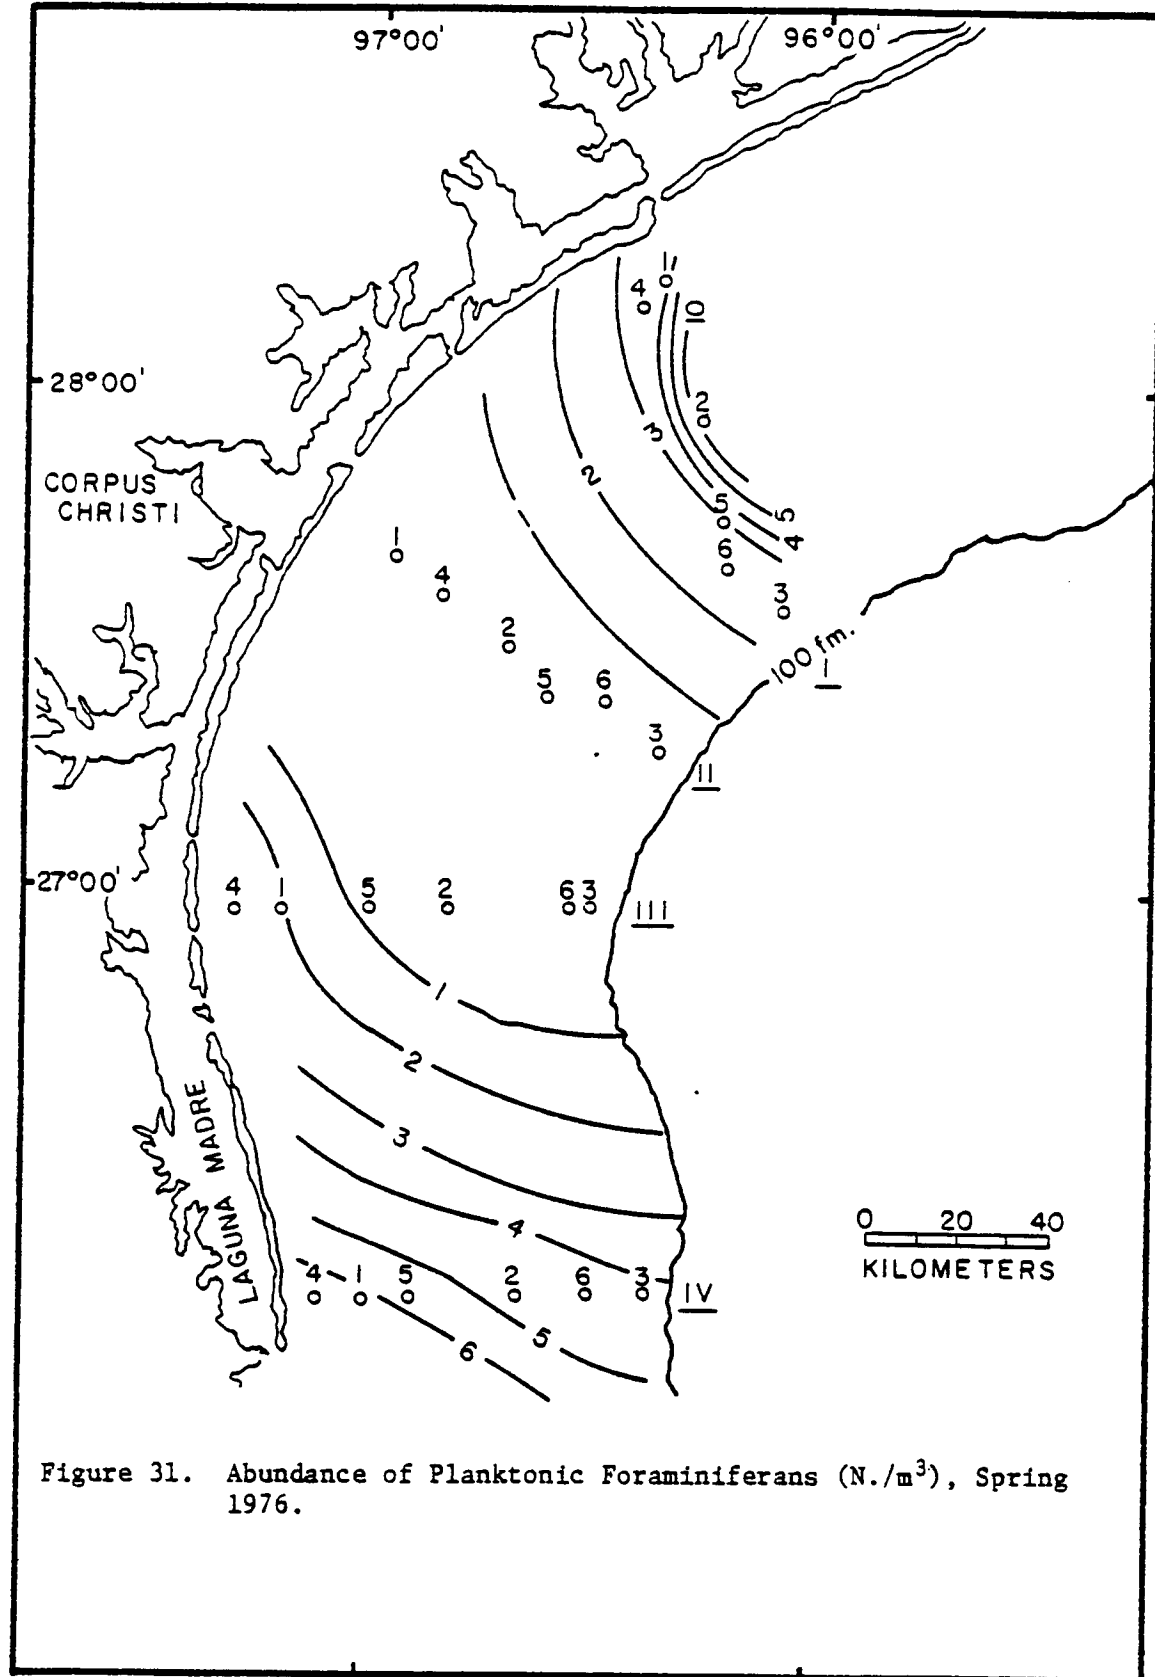 97°00' 96°00'
1
4
10
28°00'
2
3
2
CORPUS
CHRISTI
5
5
1
4
6
4
3
2
100 fm.
I
5 6
3
II
27°00'
4 1 5 2 6 3
III
1
2
LAGUNA MADRE
3
4
0 20 40
KILOMETERS
4 1 5 2 6 3
IV
5
6
Figure 31. Abundance of Planktonic Foraminiferans (N./m³), Spring
1976.